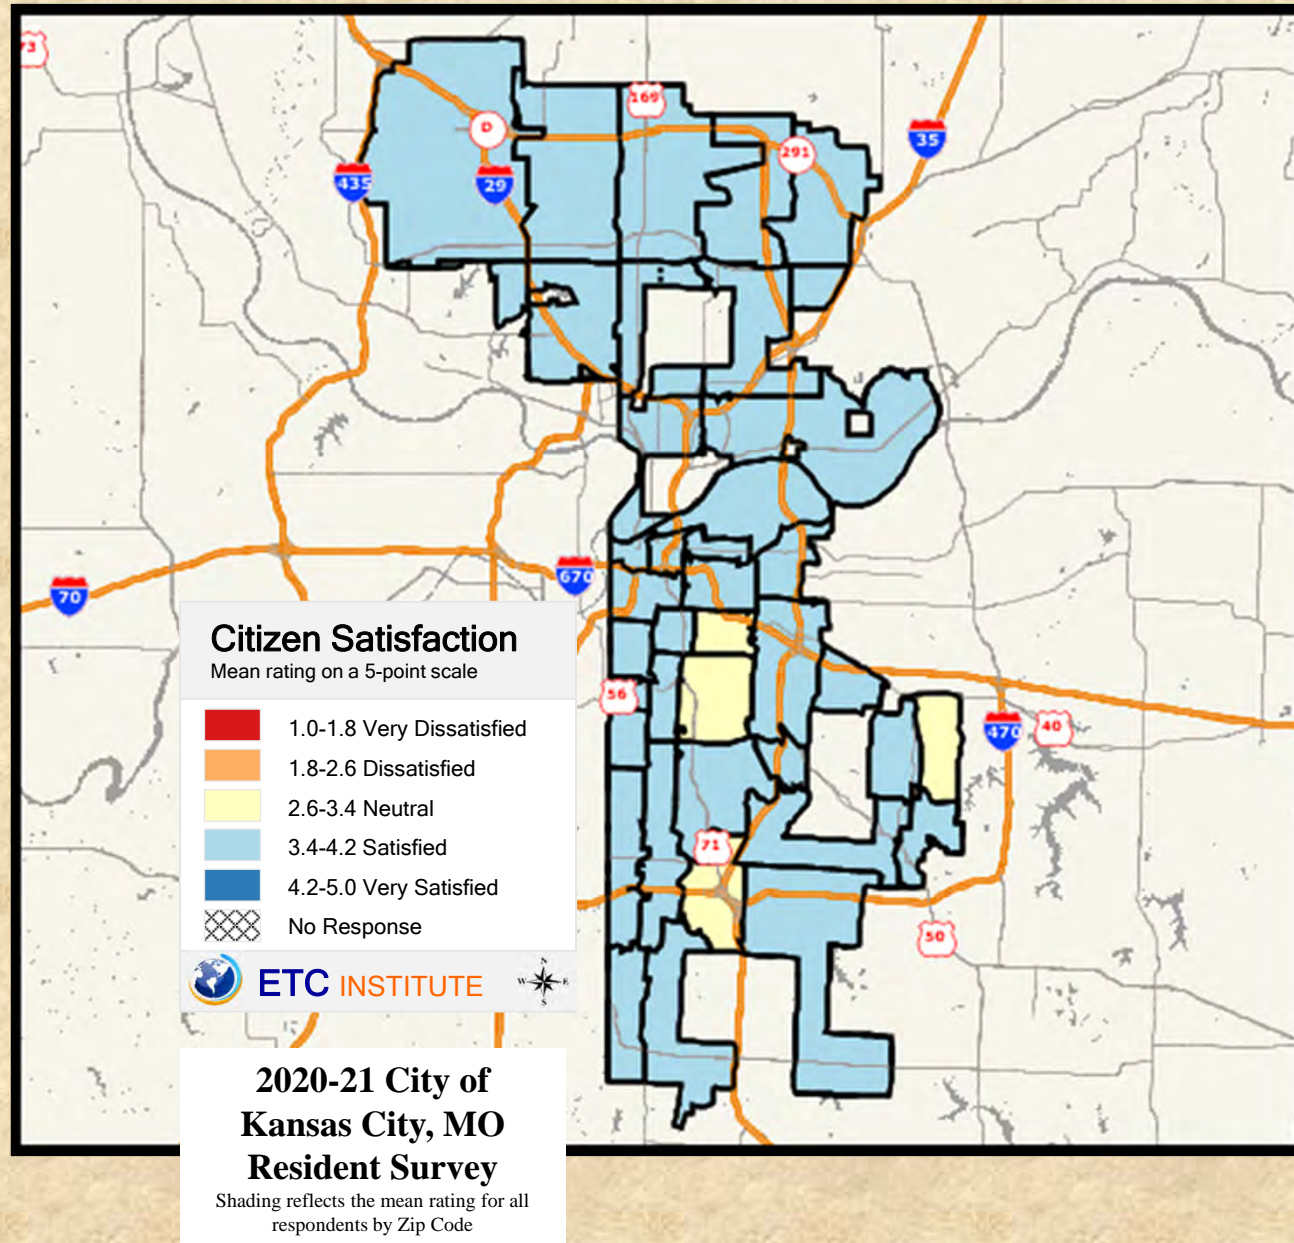 73
169
D
291
35
435
29
70
670
56
40
470
71
50
Citizen Satisfaction
Mean rating on a 5-point scale
1.0-1.8 Very Dissatisfied
1.8-2.6 Dissatisfied
2.6-3.4 Neutral
3.4-4.2 Satisfied
4.2-5.0 Very Satisfied
No Response
ETC INSTITUTE
N
W E
S
2020-21 City of
Kansas City, MO
Resident Survey
Shading reflects the mean rating for all
respondents by Zip Code